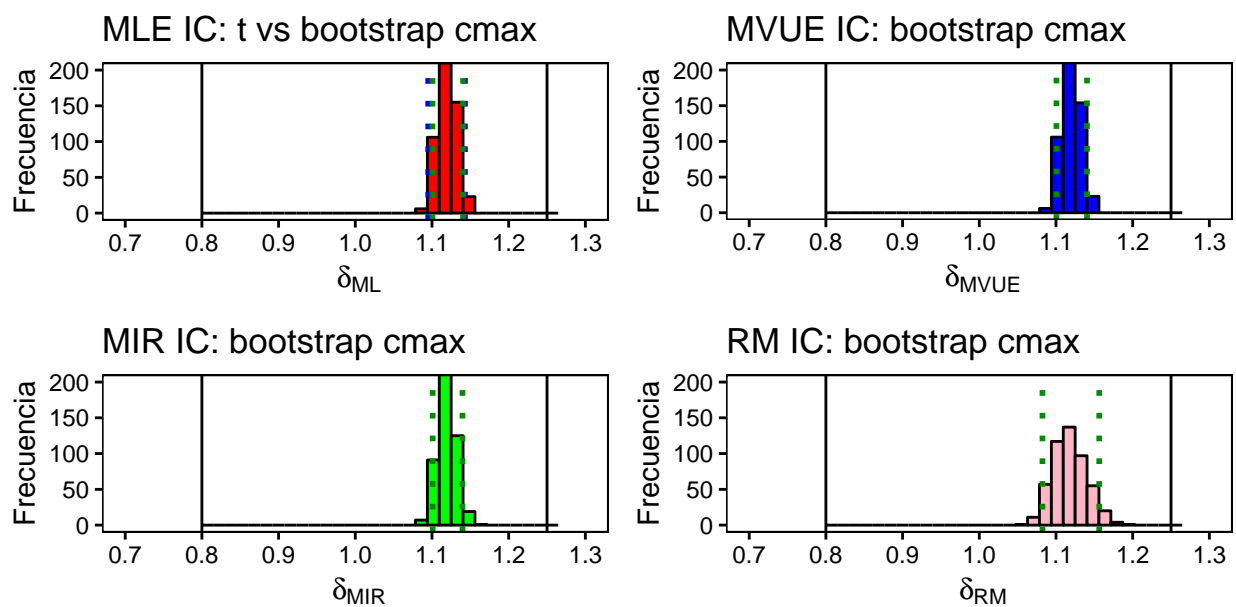 MLE IC: t vs bootstrap cmax
Frecuencia
200
150
100
50
0
0.7 0.8 0.9 1.0 1.1 1.2 1.3
δML
MVUE IC: bootstrap cmax
Frecuencia
200
150
100
50
0
0.7 0.8 0.9 1.0 1.1 1.2 1.3
δMVUE
MIR IC: bootstrap cmax
Frecuencia
200
150
100
50
0
0.7 0.8 0.9 1.0 1.1 1.2 1.3
δMIR
RM IC: bootstrap cmax
Frecuencia
200
150
100
50
0
0.7 0.8 0.9 1.0 1.1 1.2 1.3
δRM